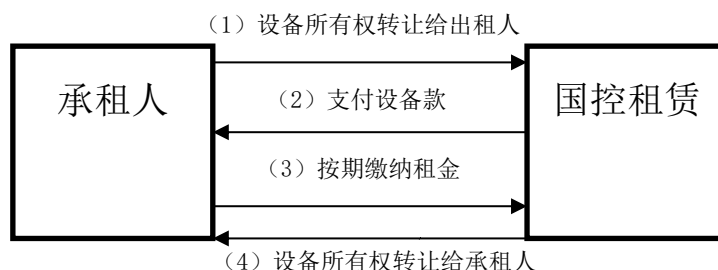 （1）设备所有权转让给出租人
承租人
国控租赁
（2）支付设备款
（3）按期缴纳租金
（4）设备所有权转让给承租人